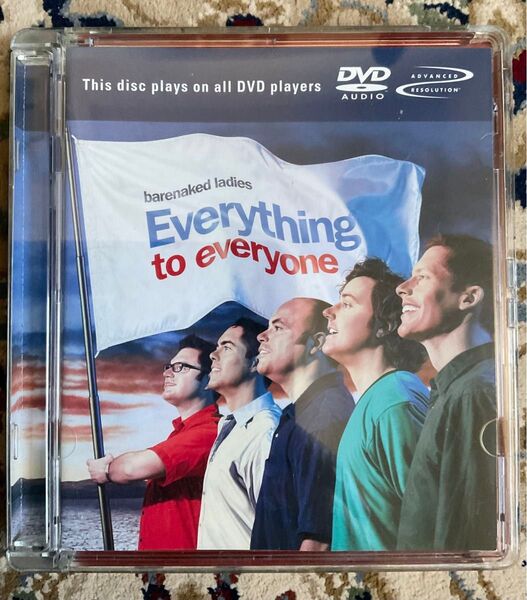 This disc plays on all DVD players
DVD
AUDIO
ADVANCED
RESOLUTION
barenaked ladies
Everything
to everyone